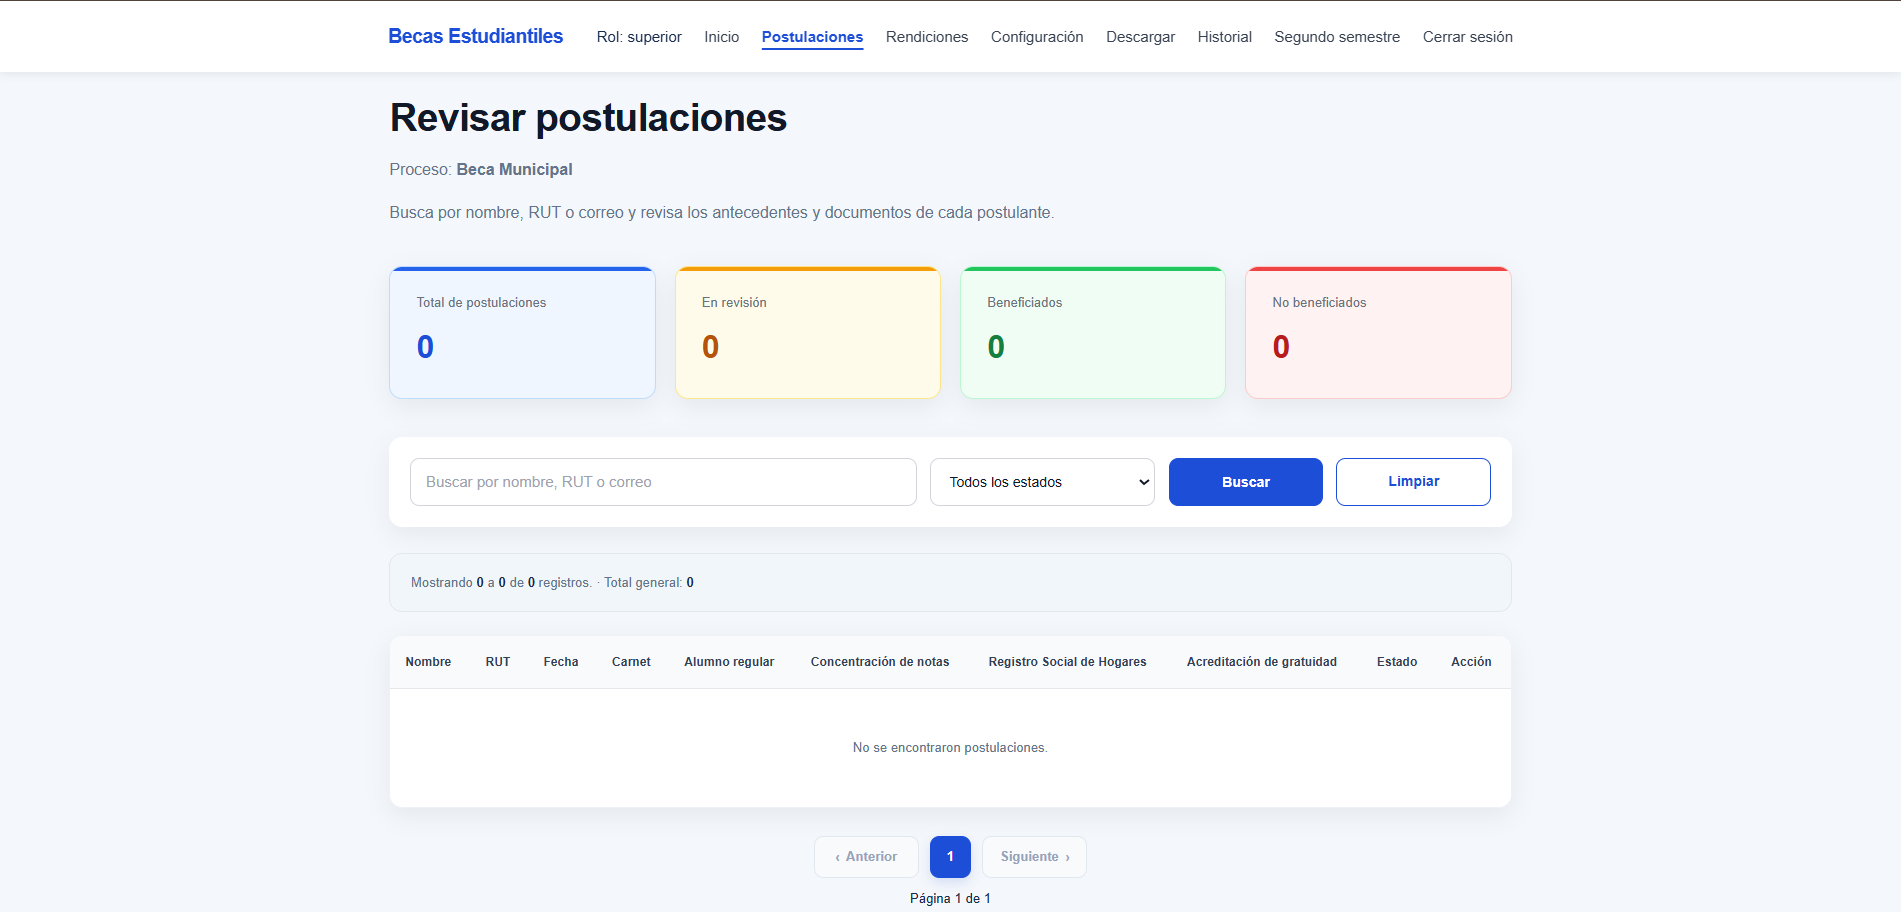 Becas Estudiantiles Rol: superior Inicio Postulaciones Rendiciones Configuración Descargar Historial Segundo semestre Cerrar sesión
Revisar postulaciones
Proceso: Beca Municipal
Busca por nombre, RUT o correo y revisa los antecedentes y documentos de cada postulante.
Total de postulaciones En revisión Beneficiados No beneficiados
0 0 0 0
Buscar por nombre, RUT o correo Todos los estados Buscar Limpiar
Mostrando 0 a 0 de 0 registros. · Total general: 0
Nombre RUT Fecha Carnet Alumno regular Concentración de notas Registro Social de Hogares Acreditación de gratuidad Estado Acción
No se encontraron postulaciones.
‹ Anterior 1 Siguiente ›
Página 1 de 1